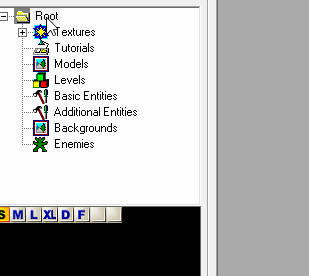 Root
Textures
Tutorials
Models
Levels
Basic Entities
Additional Entities
Backgrounds
Enemies
S M L XL D F